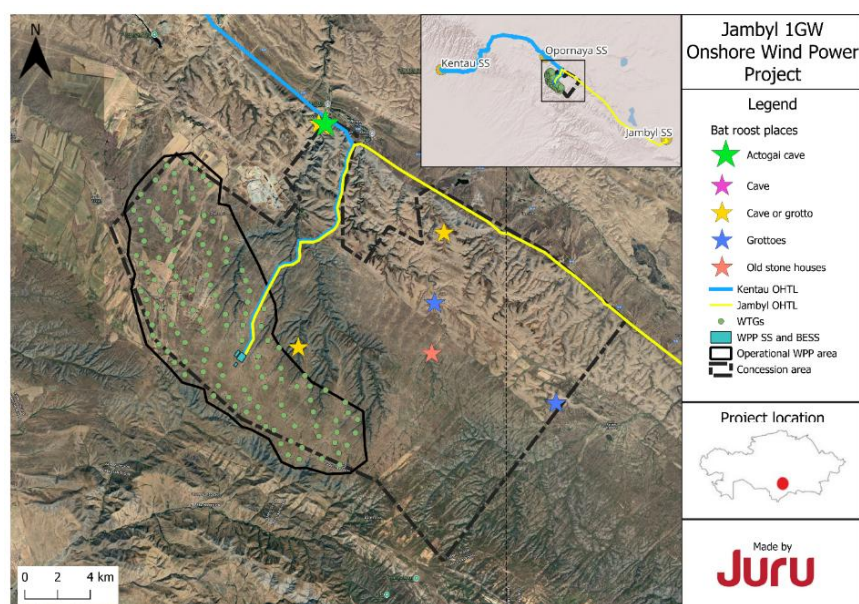 Jambyl 1GW
Onshore Wind Power
Project
Legend
Bat roost places
Actogai cave
Cave
Cave or grotto
Grottoes
Old stone houses
Kentau OHTL
Jambyl OHTL
WTGs
WPP SS and BESS
Operational WPP area
Concession area
Project location
Made by
JURU
Opornaya SS
Kentau SS
Jambyl SS
N
0 2 4 km